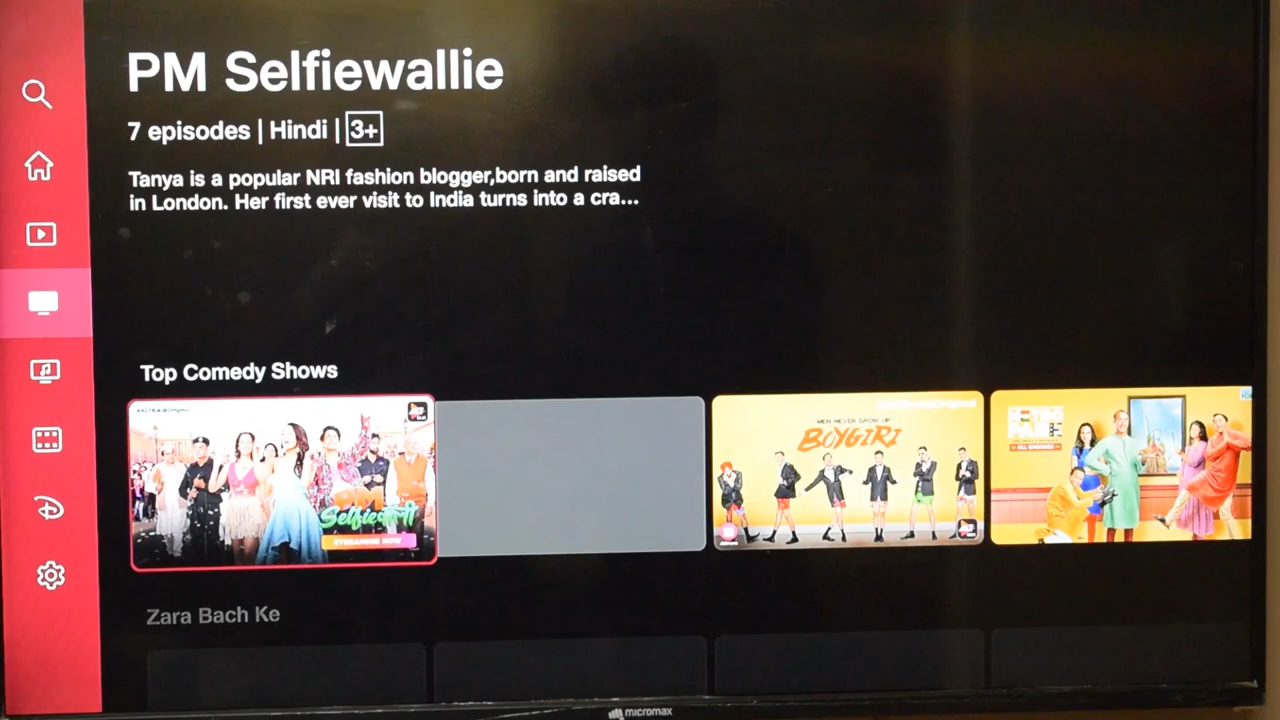 PM Selfiewallie
7 episodes | Hindi | 3+
Tanya is a popular NRI fashion blogger,born and raised
in London. Her first ever visit to India turns into a cra...
Top Comedy Shows
PM
STREAMING NOW
MEN NEVER GROW UP
BOYGIRI
Zara Bach Ke
micromax